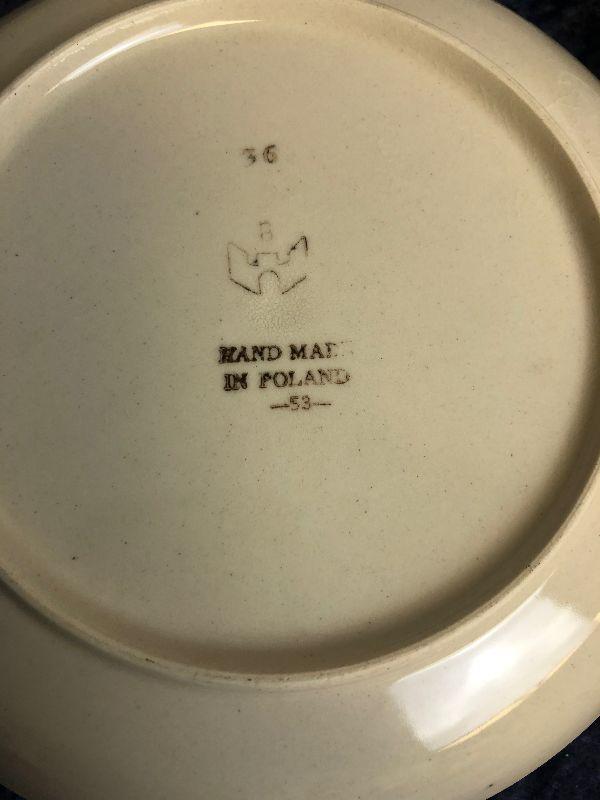 36
B
HAND MADE
IN POLAND
—53—